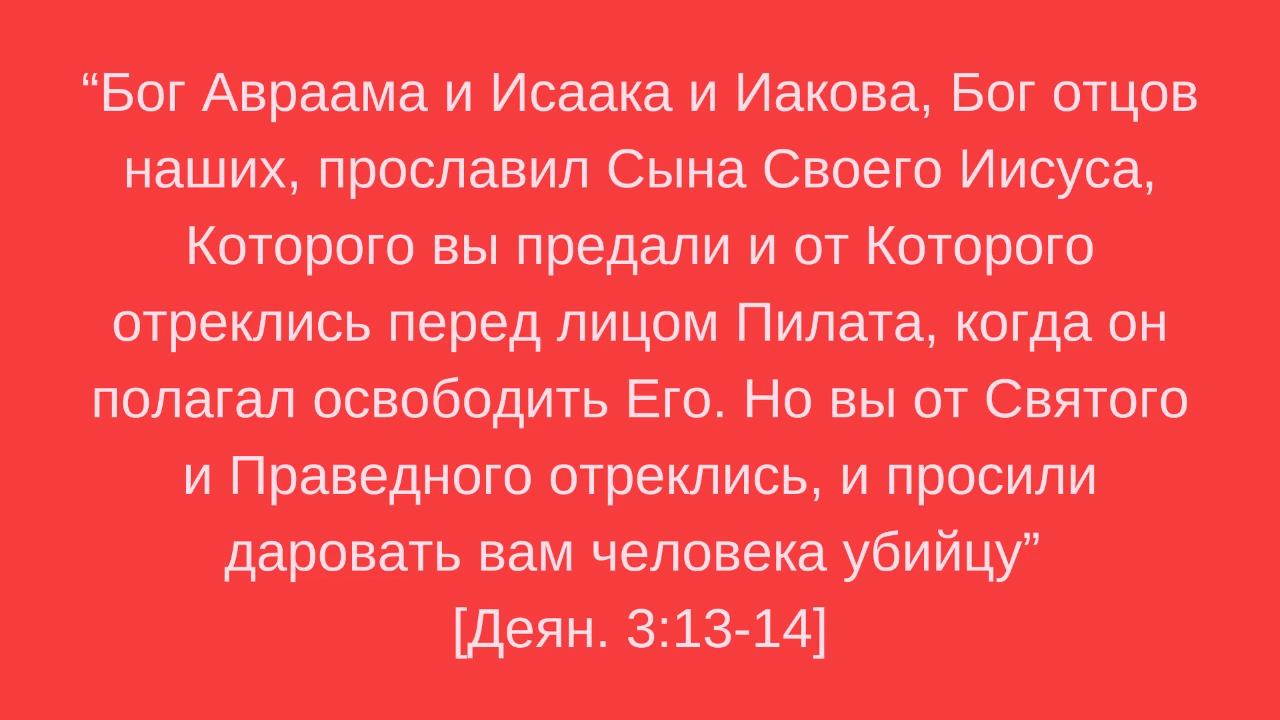 “Бог Авраама и Исаака и Иакова, Бог отцов
наших, прославил Сына Своего Иисуса,
Которого вы предали и от Которого
отреклись перед лицом Пилата, когда он
полагал освободить Его. Но вы от Святого
и Праведного отреклись, и просили
даровать вам человека убийцу”
[Деян. 3:13-14]